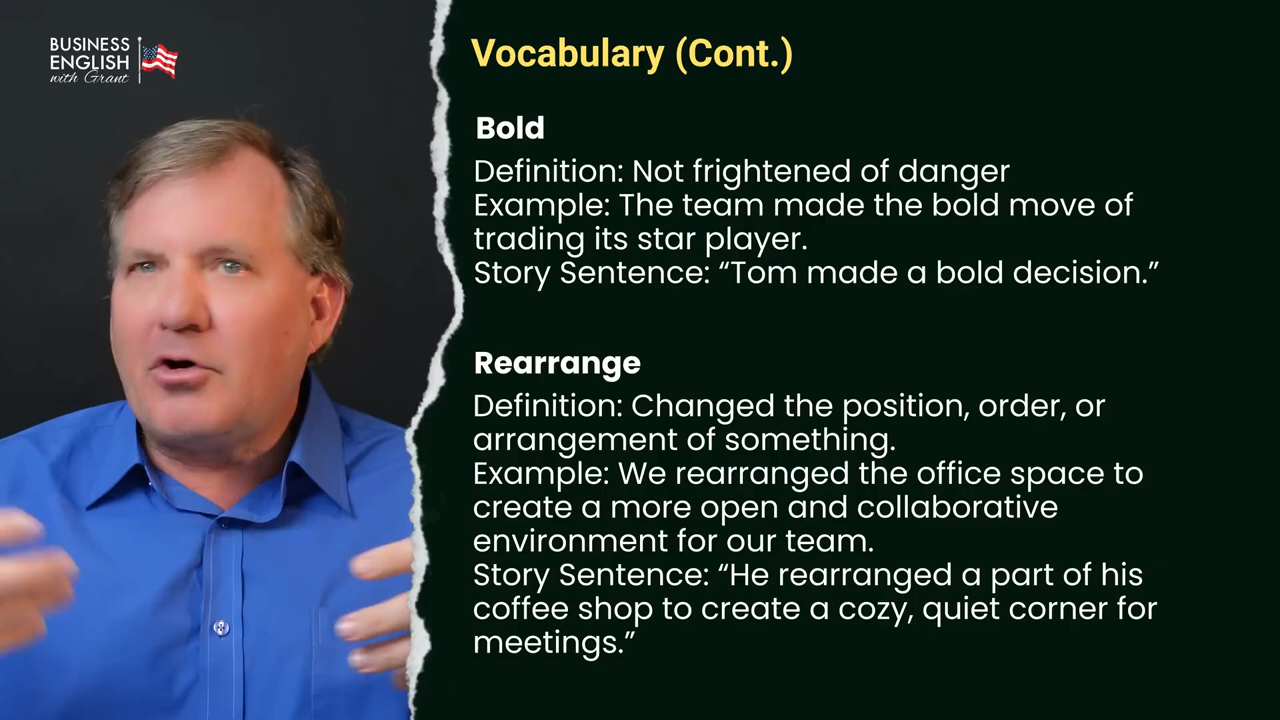 BUSINESS
ENGLISH
with Grant
Vocabulary (Cont.)
Bold
Definition: Not frightened of danger
Example: The team made the bold move of
trading its star player.
Story Sentence: “Tom made a bold decision.”
Rearrange
Definition: Changed the position, order, or
arrangement of something.
Example: We rearranged the office space to
create a more open and collaborative
environment for our team.
Story Sentence: “He rearranged a part of his
coffee shop to create a cozy, quiet corner for
meetings.”